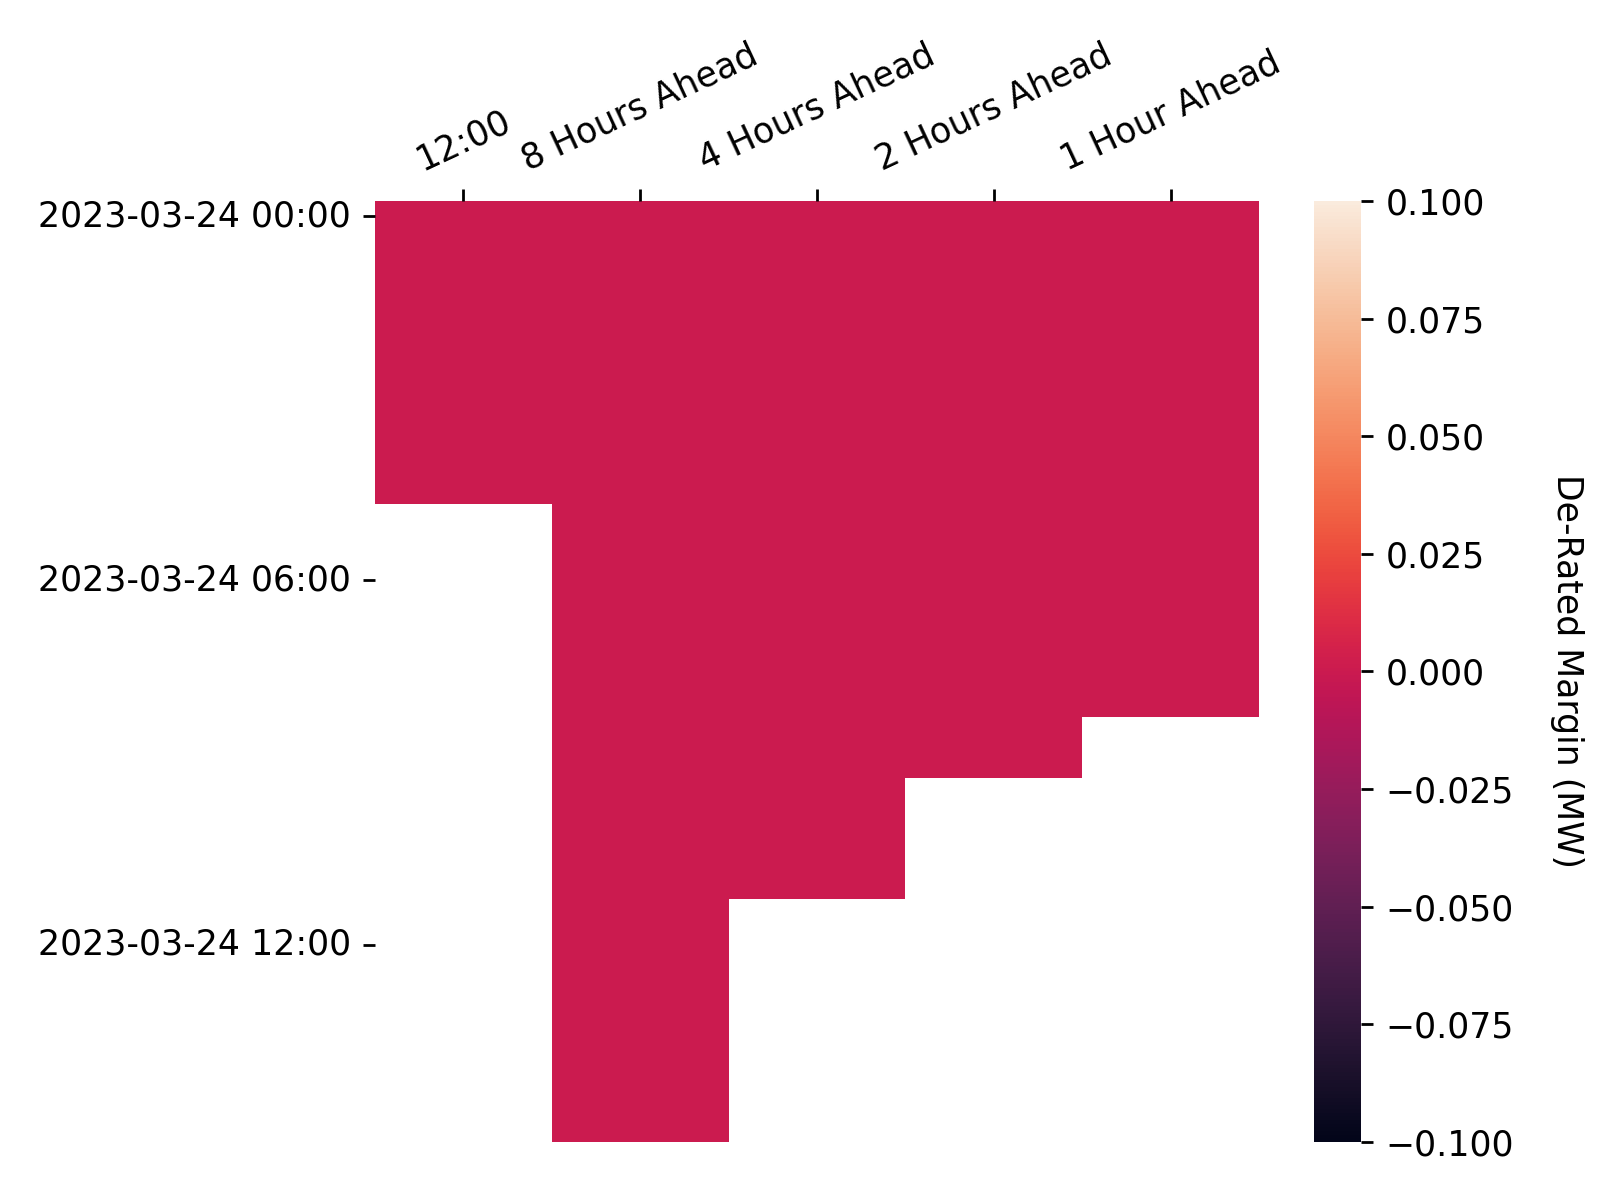 12:00
8 Hours Ahead
4 Hours Ahead
2 Hours Ahead
1 Hour Ahead
2023-03-24 00:00
2023-03-24 06:00
2023-03-24 12:00
0.100
0.075
0.050
0.025
0.000
−0.025
−0.050
−0.075
−0.100
De-Rated Margin (MW)